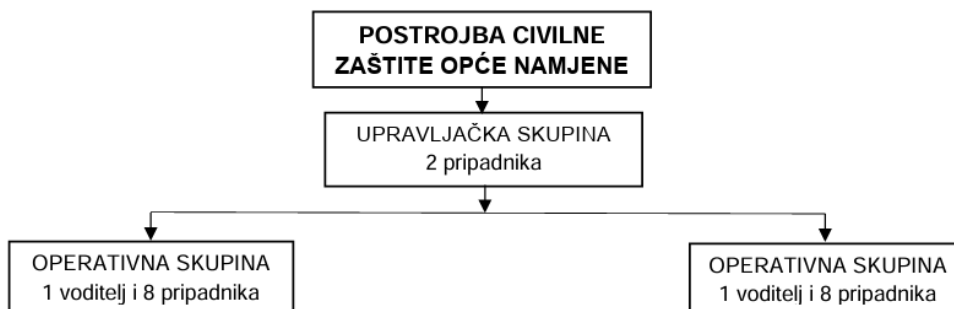 POSTROJBA CIVILNE
ZAŠTITE OPĆE NAMJENE
UPRAVLJAČKA SKUPINA
2 pripadnika
OPERATIVNA SKUPINA
1 voditelj i 8 pripadnika
OPERATIVNA SKUPINA
1 voditelj i 8 pripadnika